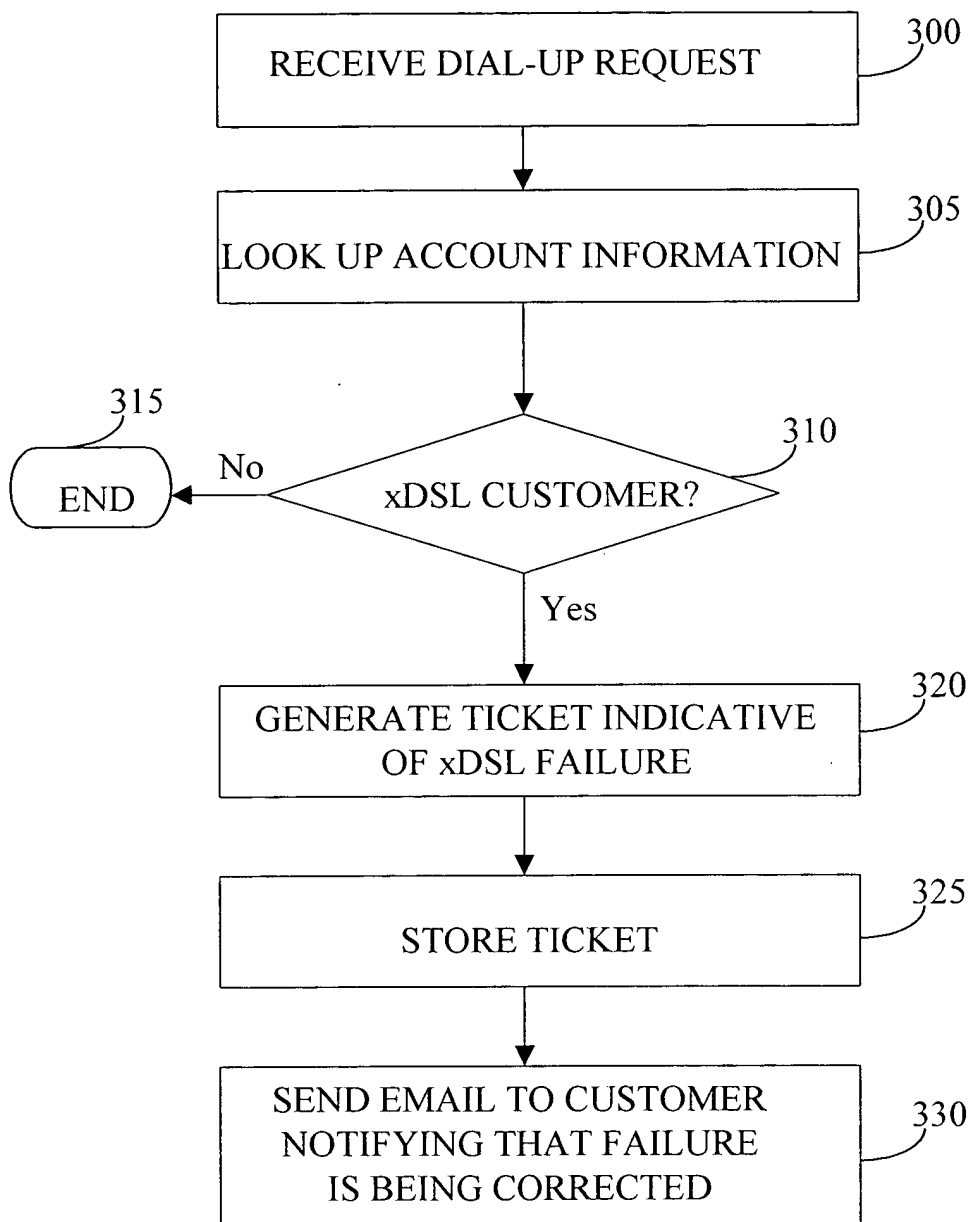 300
RECEIVE DIAL-UP REQUEST
305
LOOK UP ACCOUNT INFORMATION
315
310
No
END
xDSL CUSTOMER?
Yes
320
GENERATE TICKET INDICATIVE
OF xDSL FAILURE
325
STORE TICKET
SEND EMAIL TO CUSTOMER
NOTIFYING THAT FAILURE
IS BEING CORRECTED
330